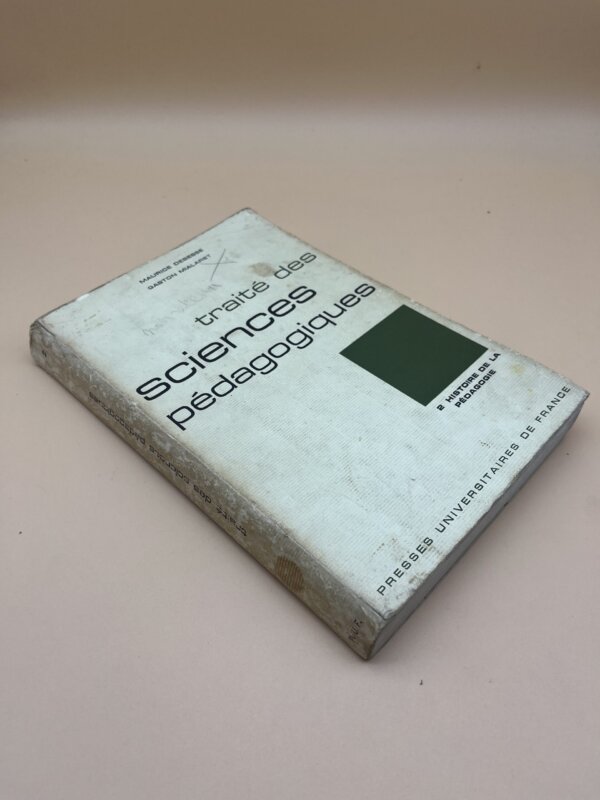 MAURICE DEBESSE
GASTON MIALARET
traité des
sciences
pédagogiques
2 HISTOIRE DE LA
PÉDAGOGIE
PRESSES UNIVERSITAIRES DE FRANCE
traité des sciences pédagogiques
2
P.U.F.